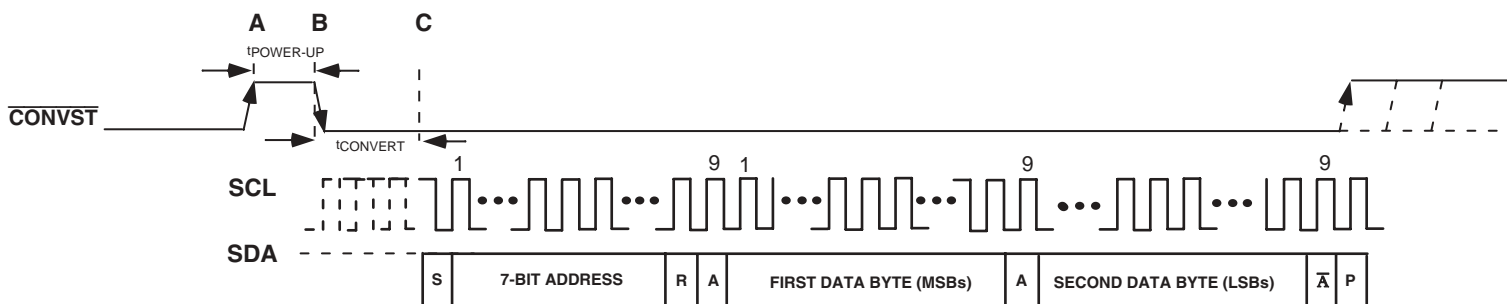 A B C
tPOWER-UP
CONVST
tCONVERT
1 9 1 9 9
SCL
SDA
S 7-BIT ADDRESS R A FIRST DATA BYTE (MSBs) A SECOND DATA BYTE (LSBs) A̅ P